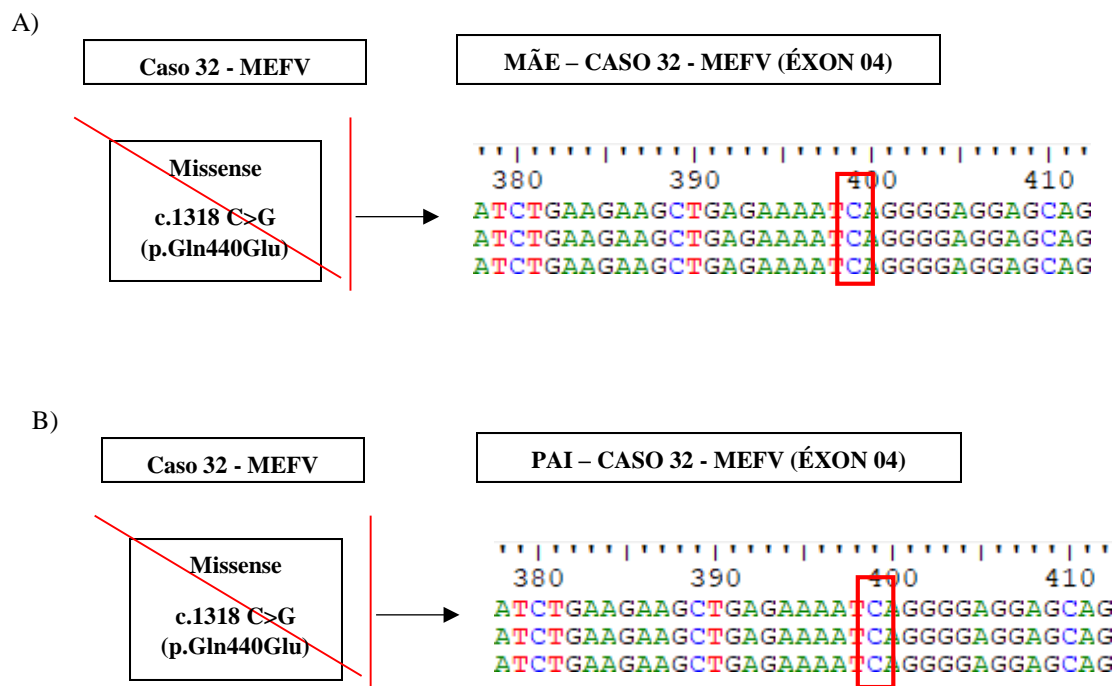 A)
Caso 32 - MEFV
MÃE – CASO 32 - MEFV (ÉXON 04)
Missense
c.1318 C>G
(p.Gln440Glu)
380 390 400 410
ATCTGAAGAAGCTGAGAAAATCAGGGGAGGAGCAG
ATCTGAAGAAGCTGAGAAAATCAGGGGAGGAGCAG
ATCTGAAGAAGCTGAGAAAATCAGGGGAGGAGCAG
B)
Caso 32 - MEFV
PAI – CASO 32 - MEFV (ÉXON 04)
Missense
c.1318 C>G
(p.Gln440Glu)
380 390 400 410
ATCTGAAGAAGCTGAGAAAATCAGGGGAGGAGCAG
ATCTGAAGAAGCTGAGAAAATCAGGGGAGGAGCAG
ATCTGAAGAAGCTGAGAAAATCAGGGGAGGAGCAG